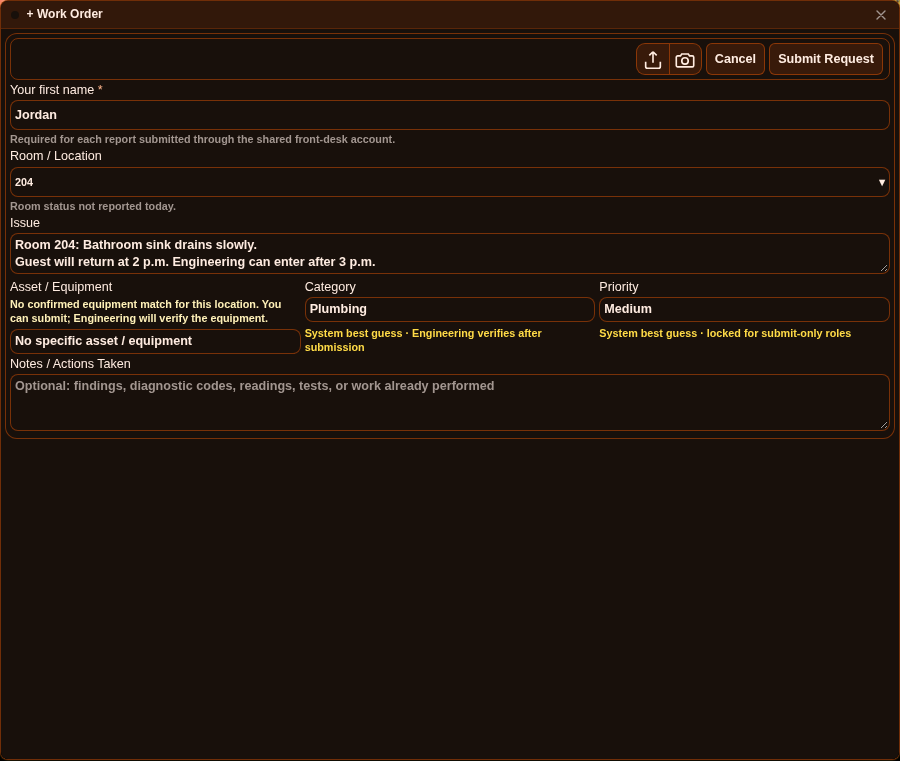 + Work Order
Cancel
Submit Request
Your first name *
Jordan
Required for each report submitted through the shared front-desk account.
Room / Location
204
Room status not reported today.
Issue
Room 204: Bathroom sink drains slowly.
Guest will return at 2 p.m. Engineering can enter after 3 p.m.
Asset / Equipment
No confirmed equipment match for this location. You
can submit; Engineering will verify the equipment.
No specific asset / equipment
Category
Plumbing
System best guess · Engineering verifies after
submission
Priority
Medium
System best guess · locked for submit-only roles
Notes / Actions Taken
Optional: findings, diagnostic codes, readings, tests, or work already performed